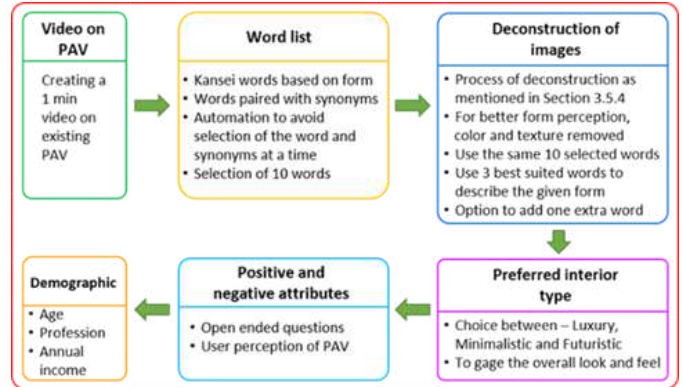 Video on
PAV
Creating a
1 min
video on
existing
PAV
Word list
• Kansei words based on form
• Words paired with synonyms
• Automation to avoid
selection of the word and
synonyms at a time
• Selection of 10 words
Deconstruction of
images
• Process of deconstruction as
mentioned in Section 3.5.4
• For better form perception,
color and texture removed
• Use the same 10 selected words
• Use 3 best suited words to
describe the given form
• Option to add one extra word
Preferred interior
type
• Choice between – Luxury,
Minimalistic and Futuristic
• To gage the overall look and feel
Positive and
negative attributes
• Open ended questions
• User perception of PAV
Demographic
• Age
• Profession
• Annual
income